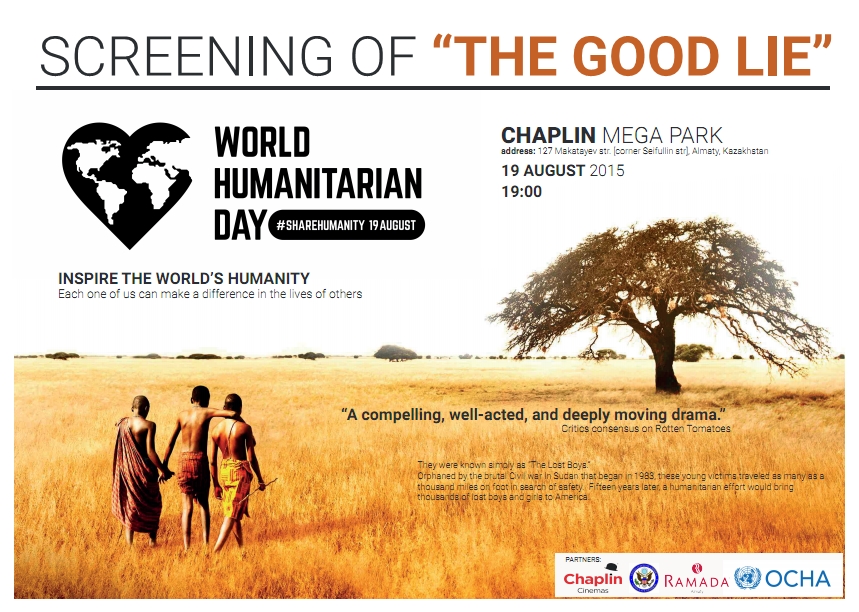 SCREENING OF “THE GOOD LIE”
WORLD
HUMANITARIAN
DAY #SHAREHUMANITY 19 AUGUST
INSPIRE THE WORLD’S HUMANITY
Each one of us can make a difference in the lives of others
CHAPLIN MEGA PARK
address: 127 Makatayev str. [corner Seifullin str], Almaty, Kazakhstan
19 AUGUST 2015
19:00
“A compelling, well-acted, and deeply moving drama.”
Critics consensus on Rotten Tomatoes
They were known simply as “The Lost Boys.”
Orphaned by the brutal Civil war in Sudan that began in 1983, these young victims traveled as many as a
thousand miles on foot in search of safety. Fifteen years later, a humanitarian effort would bring
thousands of lost boys and girls to America.
PARTNERS:
Chaplin
Cinemas
RAMADA
Almaty
OCHA